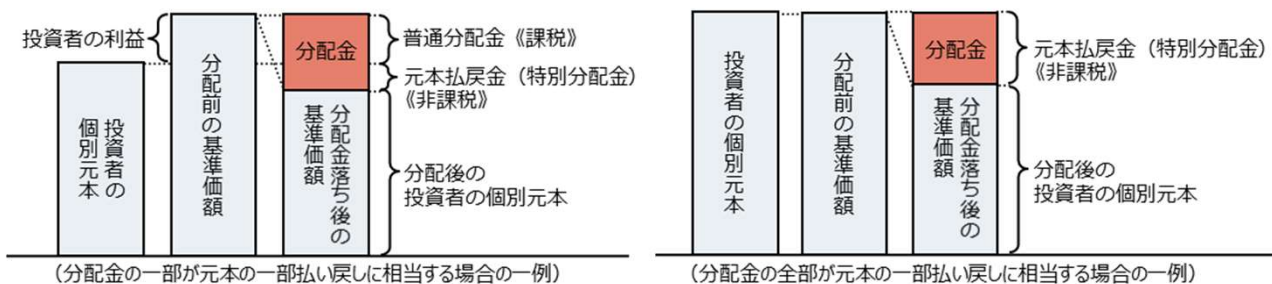 投資者の利益
投資者の
個別元本
分配前の基準価額
分配金
分配金落ち後の
基準価額
普通分配金《課税》
元本払戻金（特別分配金）
《非課税》
分配後の
投資者の個別元本
（分配金の一部が元本の一部払い戻しに相当する場合の一例）
投資者の個別元本
分配前の基準価額
分配金
分配金落ち後の
基準価額
元本払戻金（特別分配金）
《非課税》
分配後の
投資者の個別元本
（分配金の全部が元本の一部払い戻しに相当する場合の一例）